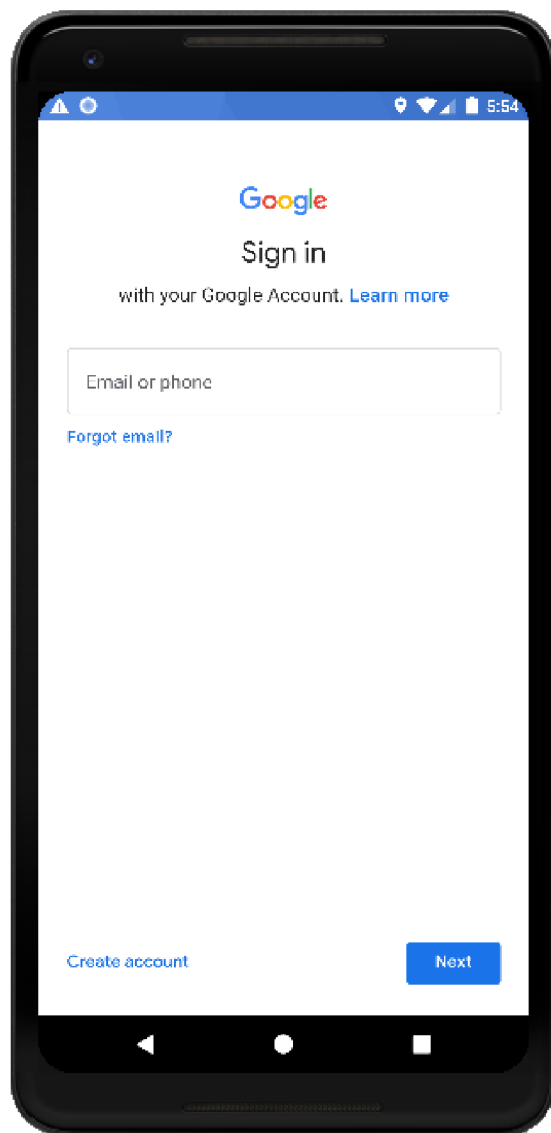 5:54
Google
Sign in
with your Google Account. Learn more
Email or phone
Forgot email?
Create account
Next